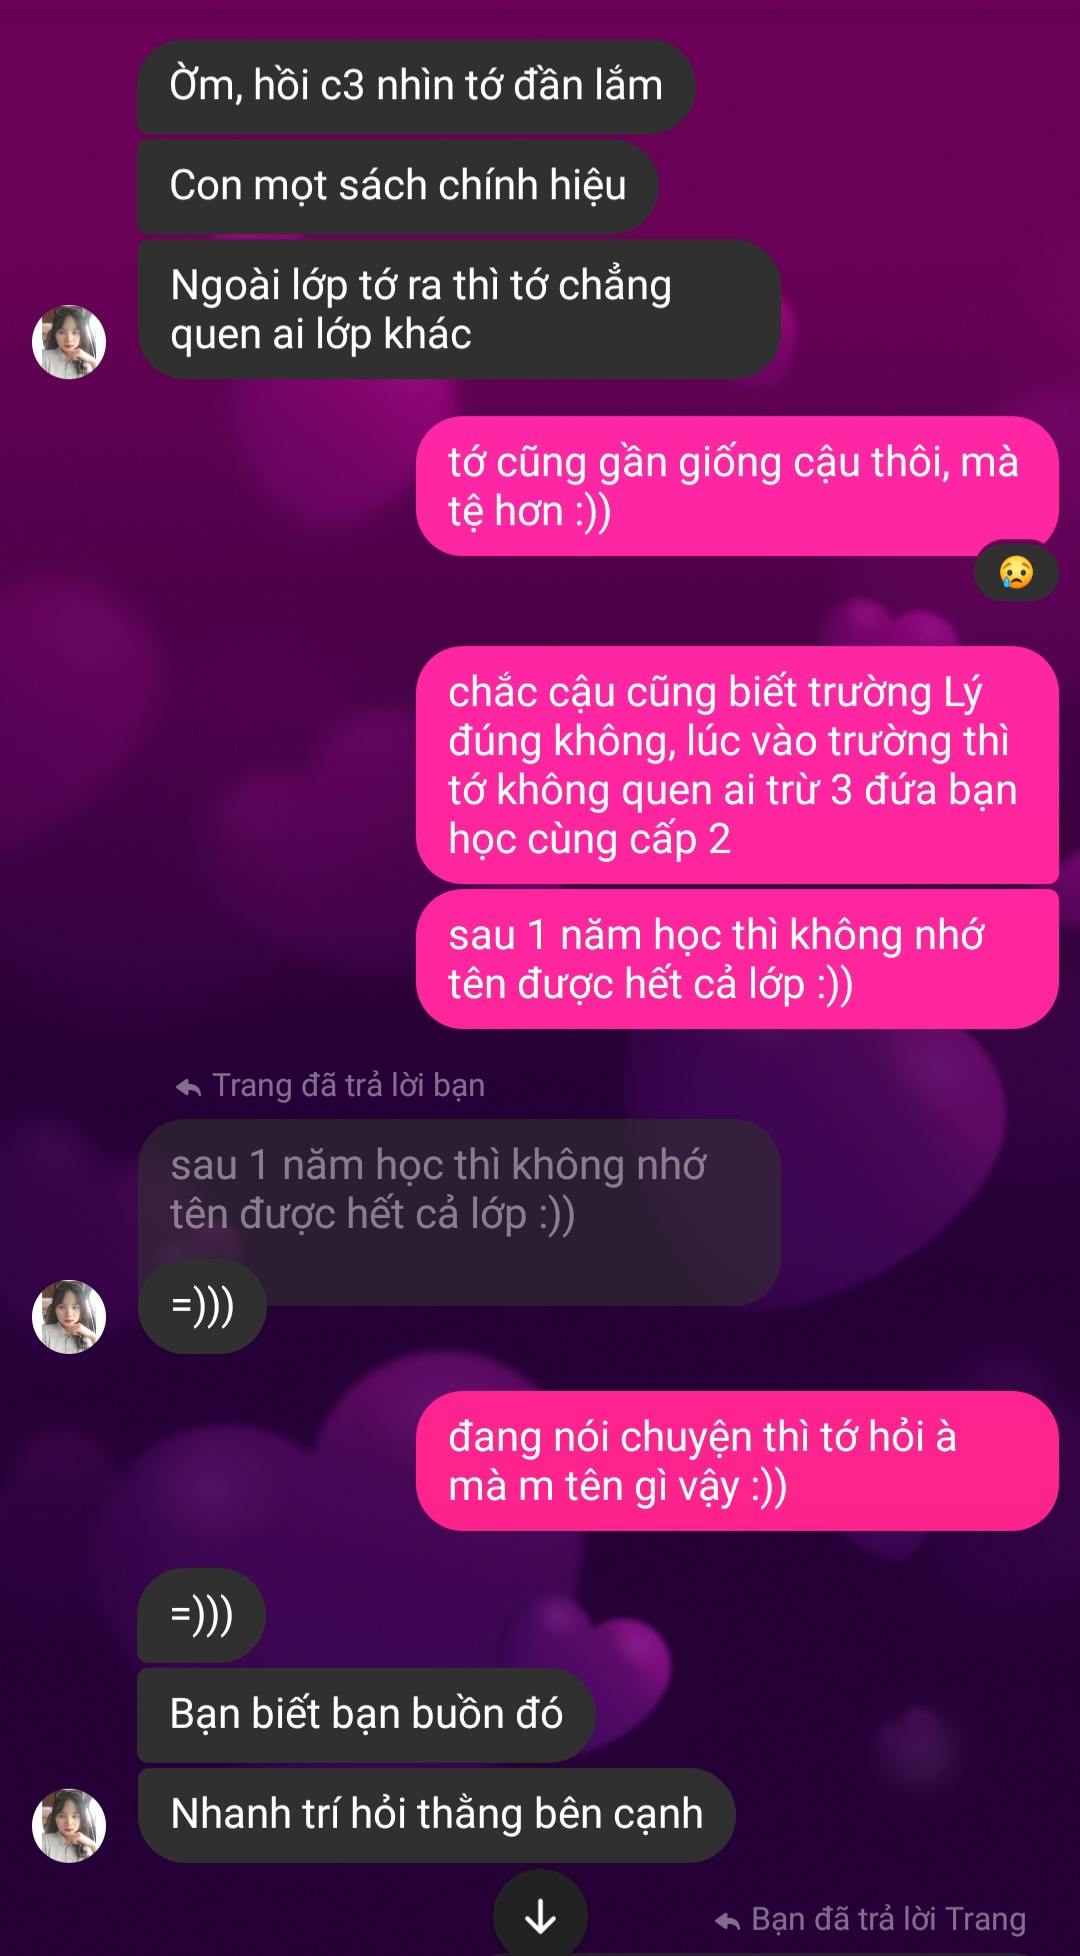 Ờm, hồi c3 nhìn tớ đần lắm
Con mọt sách chính hiệu
Ngoài lớp tớ ra thì tớ chẳng
quen ai lớp khác
tớ cũng gần giống cậu thôi, mà
tệ hơn :))
chắc cậu cũng biết trường Lý
đúng không, lúc vào trường thì
tớ không quen ai trừ 3 đứa bạn
học cùng cấp 2
sau 1 năm học thì không nhớ
tên được hết cả lớp :))
Trang đã trả lời bạn
sau 1 năm học thì không nhớ
tên được hết cả lớp :))
=)))
đang nói chuyện thì tớ hỏi à
mà m tên gì vậy :))
=)))
Bạn biết bạn buồn đó
Nhanh trí hỏi thằng bên cạnh
Bạn đã trả lời Trang